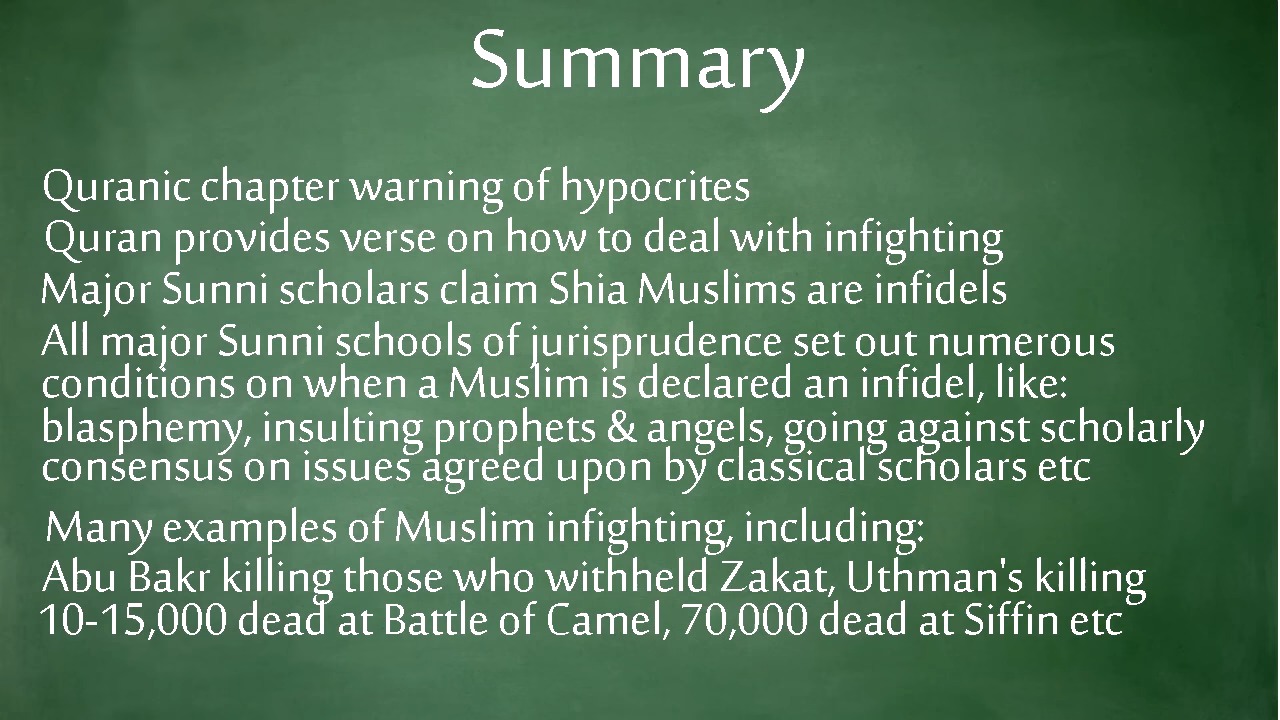 Summary
Quranic chapter warning of hypocrites
Quran provides verse on how to deal with infighting
Major Sunni scholars claim Shia Muslims are infidels
All major Sunni schools of jurisprudence set out numerous
conditions on when a Muslim is declared an infidel, like:
blasphemy, insulting prophets & angels, going against scholarly
consensus on issues agreed upon by classical scholars etc
Many examples of Muslim infighting, including:
Abu Bakr killing those who withheld Zakat, Uthman's killing
10-15,000 dead at Battle of Camel, 70,000 dead at Siffin etc